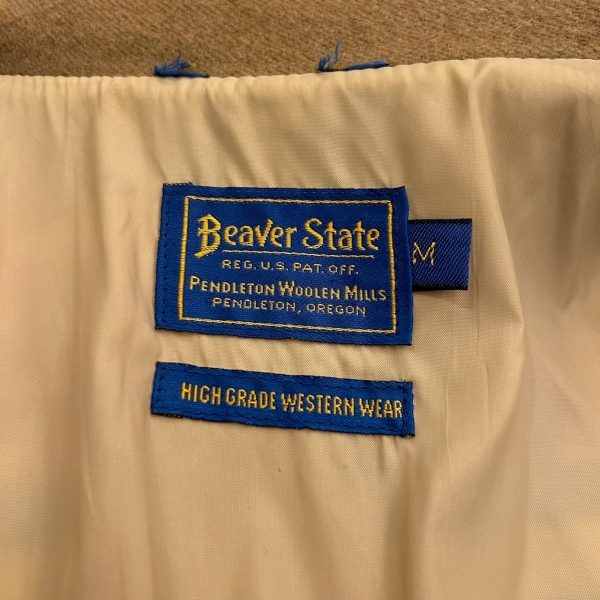 Beaver State
REG. U.S. PAT. OFF.
PENDLETON WOOLEN MILLS
PENDLETON, OREGON
M
HIGH GRADE WESTERN WEAR